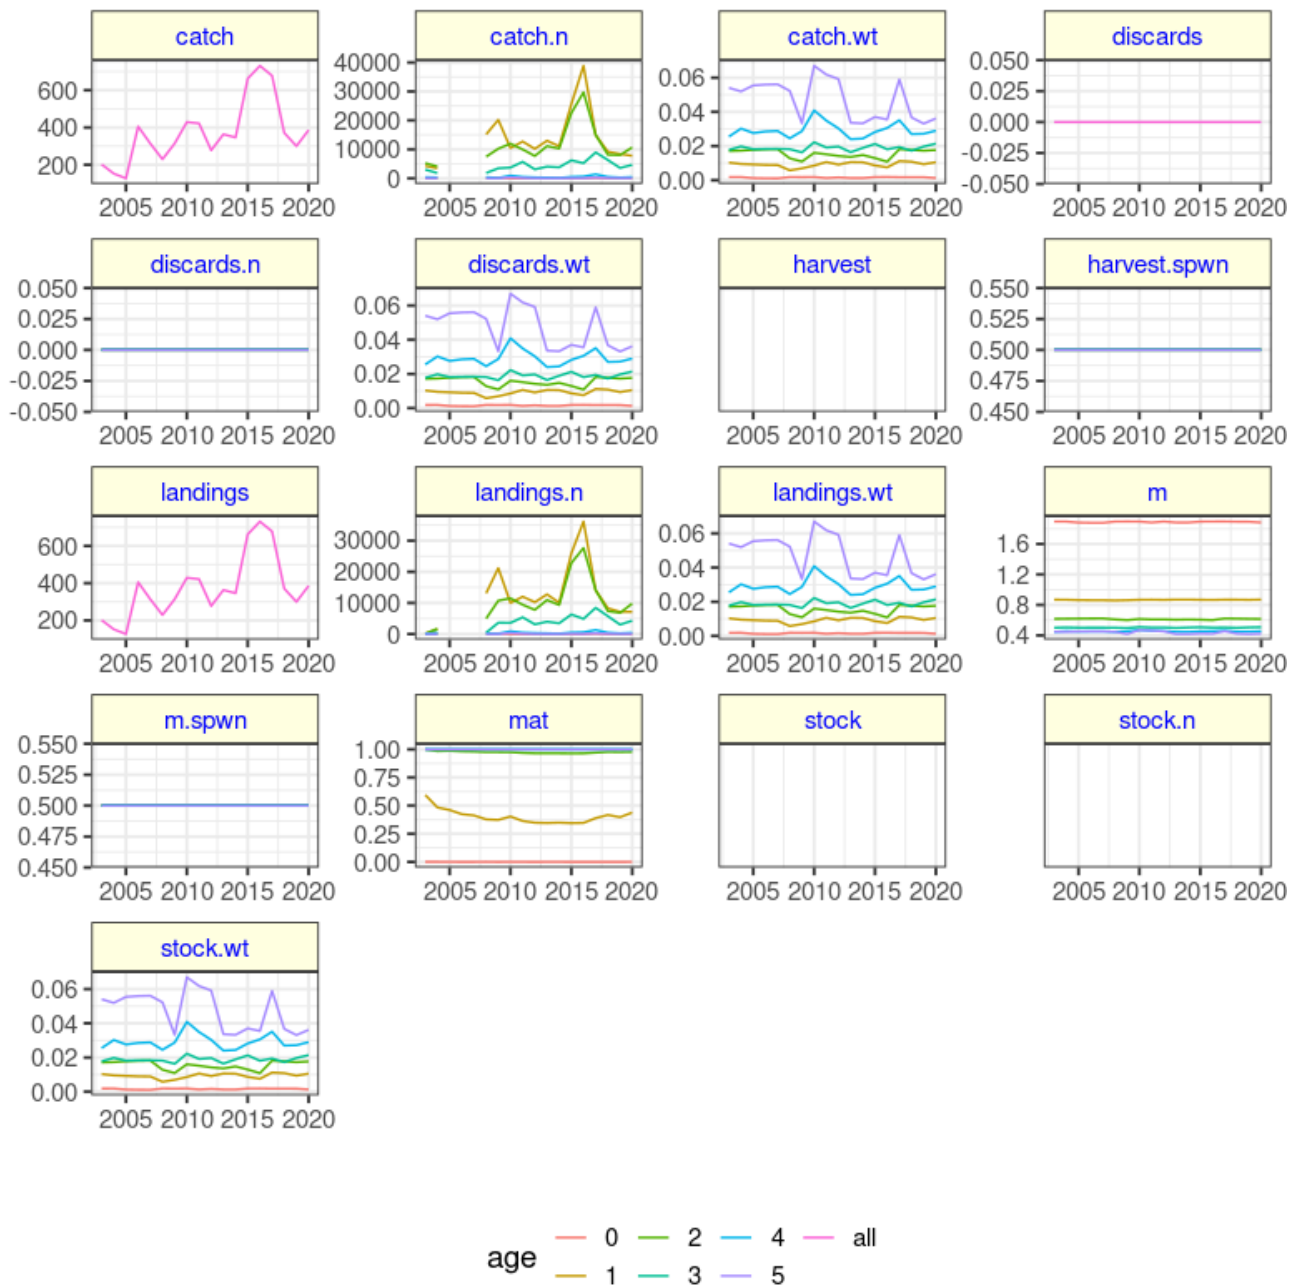 catch catch.n catch.wt discards
600 400 200
40000 30000 20000 10000 0
0.06 0.04 0.02 0.00
0.050 0.025 0.000 -0.025 -0.050
2005 2010 2015 2020 2005 2010 2015 2020 2005 2010 2015 2020 2005 2010 2015 2020
discards.n discards.wt harvest harvest.spwn
0.050 0.025 0.000 -0.025 -0.050
0.06 0.04 0.02 0.00
0.550 0.525 0.500 0.475 0.450
2005 2010 2015 2020 2005 2010 2015 2020 2005 2010 2015 2020 2005 2010 2015 2020
landings landings.n landings.wt m
600 400 200
30000 20000 10000 0
0.06 0.04 0.02 0.00
1.6 1.2 0.8 0.4
2005 2010 2015 2020 2005 2010 2015 2020 2005 2010 2015 2020 2005 2010 2015 2020
m.spwn mat stock stock.n
0.550 0.525 0.500 0.475 0.450
1.00 0.75 0.50 0.25 0.00
2005 2010 2015 2020 2005 2010 2015 2020 2005 2010 2015 2020 2005 2010 2015 2020
stock.wt
0.06 0.04 0.02 0.00
2005 2010 2015 2020
age
0 2 4 all
1 3 5